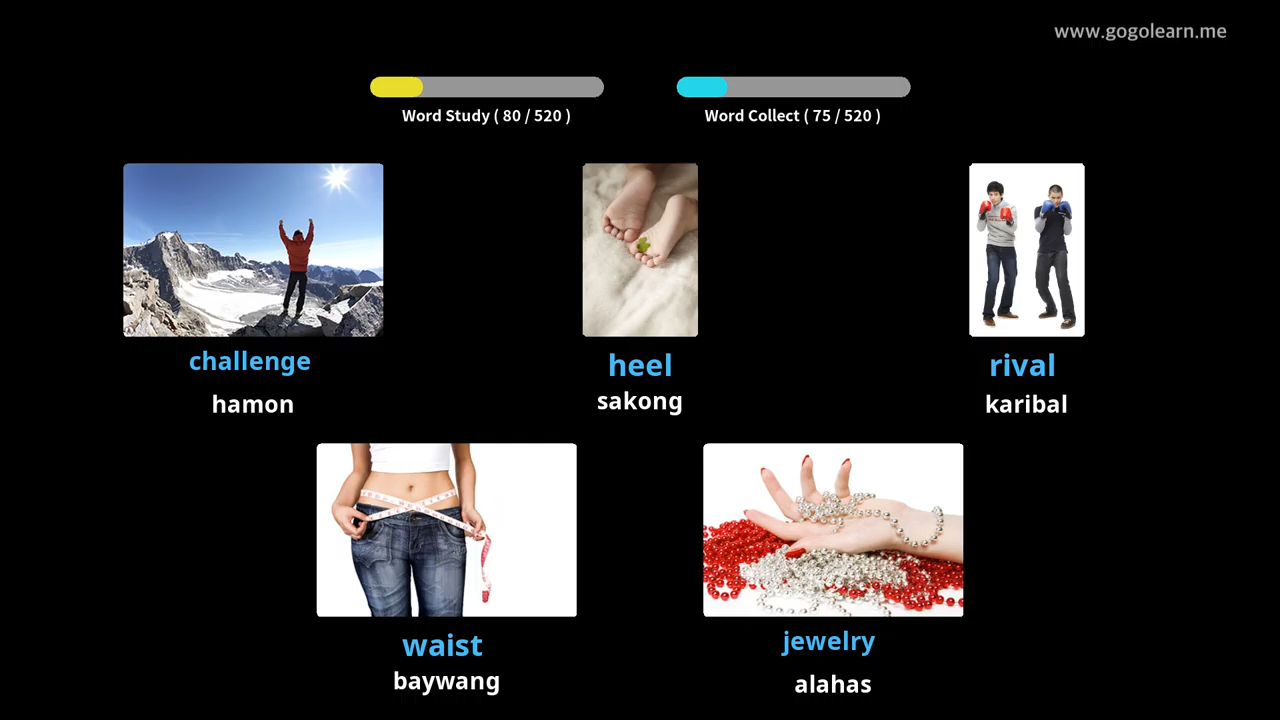 www.gogolearn.me
Word Study ( 80 / 520 )
Word Collect ( 75 / 520 )
challenge
hamon
heel
sakong
rival
karibal
waist
baywang
jewelry
alahas